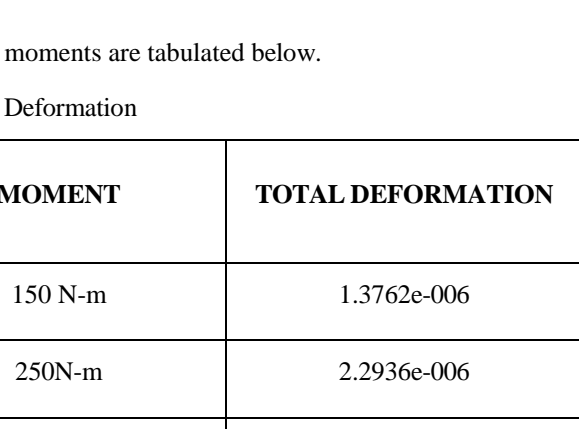 moments are tabulated below.
Deformation
MOMENT TOTAL DEFORMATION
150 N-m 1.3762e-006
250N-m 2.2936e-006